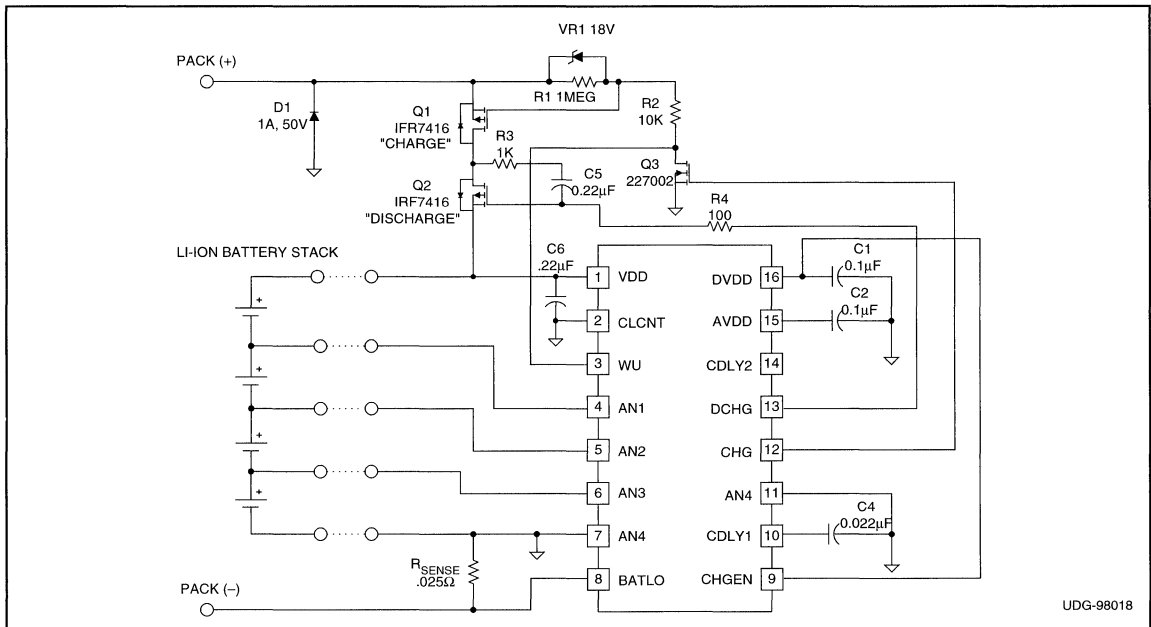 VR1 18V
PACK (+)
R1 1MEG
D1
1A, 50V
Q1
IFR7416
"CHARGE"
R2
10K
R3
1K
Q3
227002
C5
0.22µF
Q2
IRF7416
"DISCHARGE"
R4
100
LI-ION BATTERY STACK
C6
.22µF
C1
0.1µF
C2
0.1µF
1 VDD
DVDD 16
2 CLCNT
AVDD 15
3 WU
CDLY2 14
4 AN1
DCHG 13
5 AN2
CHG 12
6 AN3
AN4 11
C4
0.022µF
7 AN4
CDLY1 10
RSENSE
.025Ω
8 BATLO
CHGEN 9
PACK (–)
+
+
+
+
UDG-98018